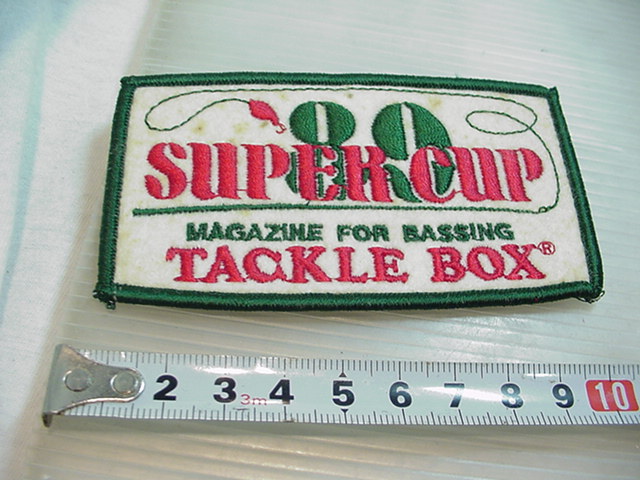 89
SUPER CUP
MAGAZINE FOR BASSING
TACKLE BOX®
2 3 3m 4 5 6 7 8 9 10